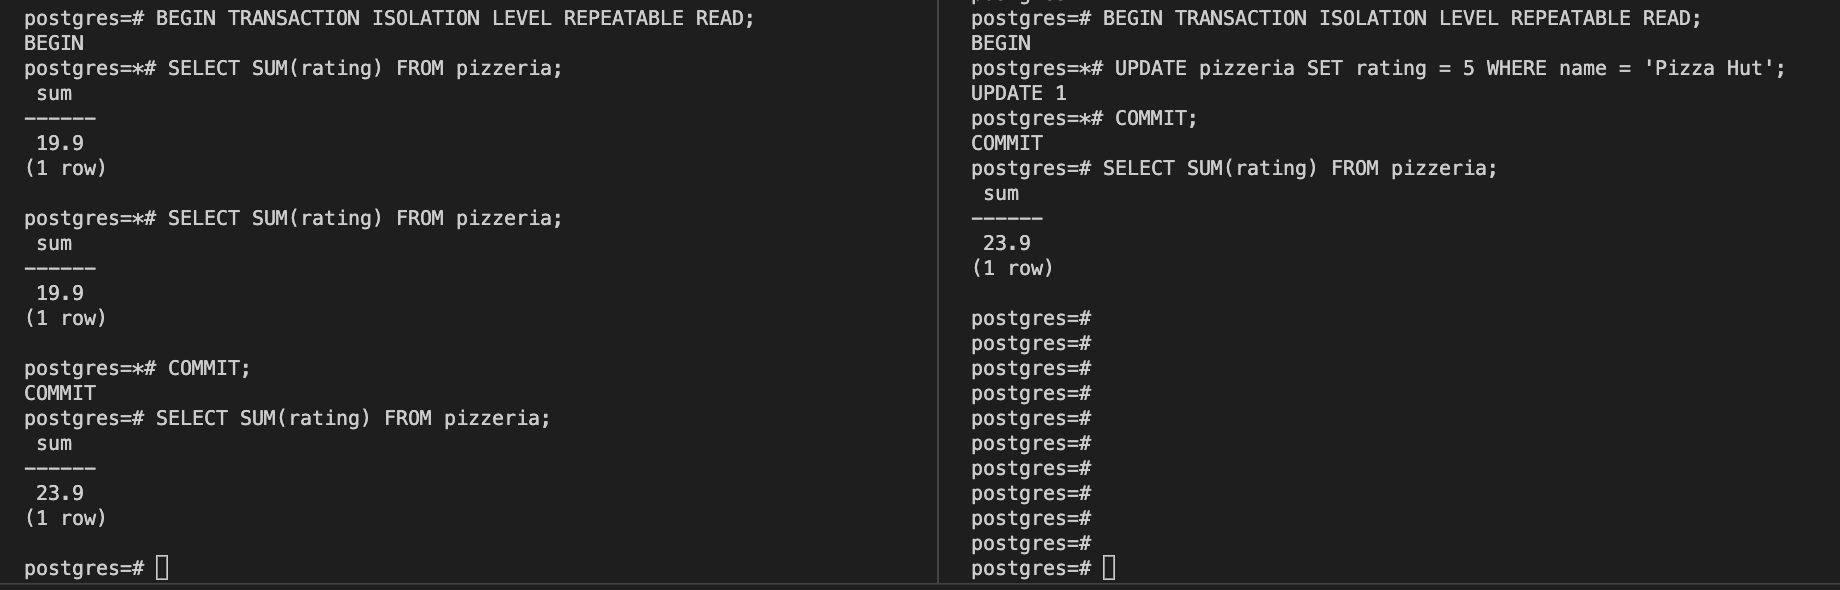 postgres=# BEGIN TRANSACTION ISOLATION LEVEL REPEATABLE READ;
BEGIN
postgres=*# SELECT SUM(rating) FROM pizzeria;
 sum
------
 19.9
(1 row)

postgres=*# SELECT SUM(rating) FROM pizzeria;
 sum
------
 19.9
(1 row)

postgres=*# COMMIT;
COMMIT
postgres=# SELECT SUM(rating) FROM pizzeria;
 sum
------
 23.9
(1 row)

postgres=#
postgres=# BEGIN TRANSACTION ISOLATION LEVEL REPEATABLE READ;
BEGIN
postgres=*# UPDATE pizzeria SET rating = 5 WHERE name = 'Pizza Hut';
UPDATE 1
postgres=*# COMMIT;
COMMIT
postgres=# SELECT SUM(rating) FROM pizzeria;
 sum
------
 23.9
(1 row)

postgres=#
postgres=#
postgres=#
postgres=#
postgres=#
postgres=#
postgres=#
postgres=#
postgres=#
postgres=#
postgres=#